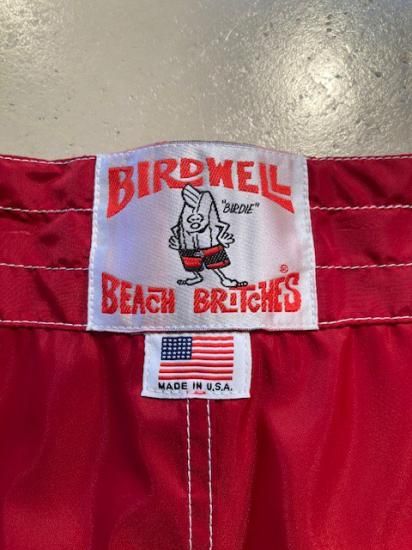 BIRDWELL
"BIRDIE"
BEACH BRITCHES®
MADE IN U.S.A.